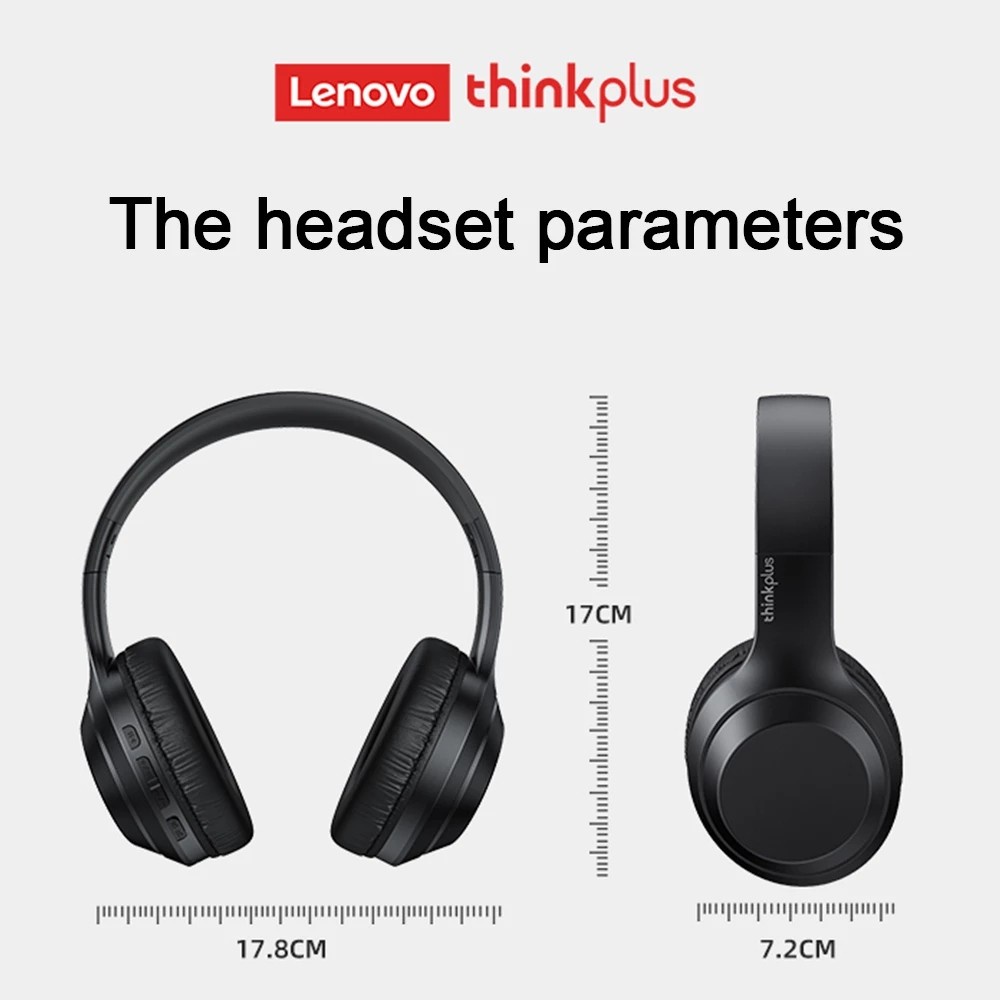 Lenovo thinkplus
The headset parameters
thinkplus
17CM
17.8CM
7.2CM